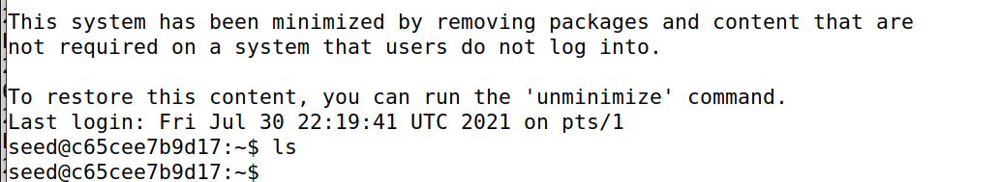 This system has been minimized by removing packages and content that are
not required on a system that users do not log into.
To restore this content, you can run the 'unminimize' command.
Last login: Fri Jul 30 22:19:41 UTC 2021 on pts/1
seed@c65cee7b9d17:~$ ls
seed@c65cee7b9d17:~$